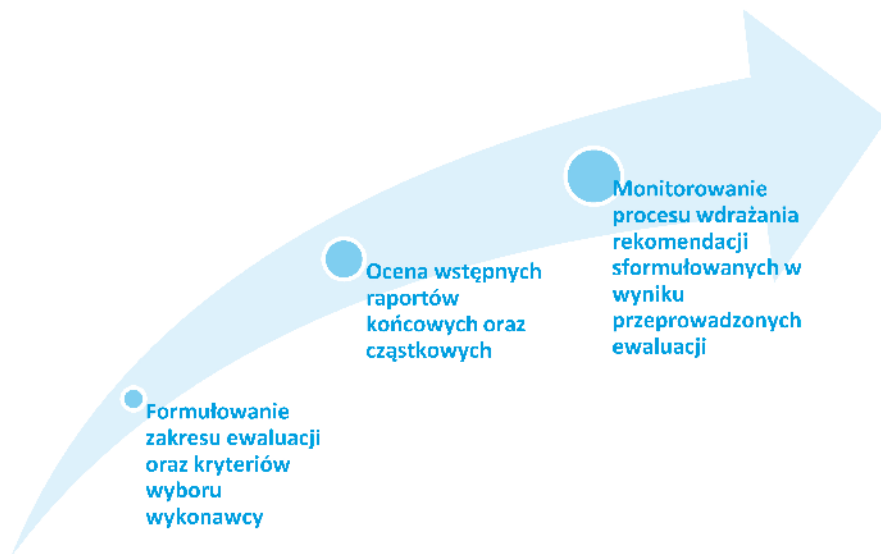 Monitorowanie
procesu wdrażania
rekomendacji
sformułowanych w
wyniku
przeprowadzonych
ewaluacji
Ocena wstępnych
raportów
końcowych oraz
cząstkowych
Formułowanie
zakresu ewaluacji
oraz kryteriów
wyboru
wykonawcy